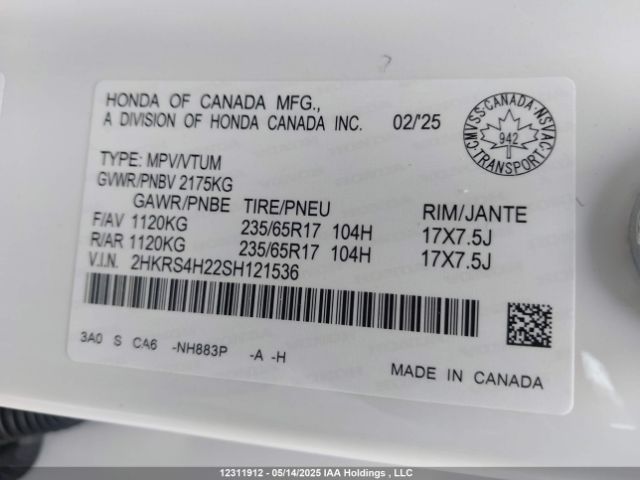 HONDA OF CANADA MFG.,
A DIVISION OF HONDA CANADA INC. 02/'25
CMVSS·CANADA·NSVAC
942
TRANSPORT
TYPE: MPV/VTUM
GVWR/PNBV 2175KG
GAWR/PNBE TIRE/PNEU RIM/JANTE
F/AV 1120KG 235/65R17 104H 17X7.5J
R/AR 1120KG 235/65R17 104H 17X7.5J
V.I.N. 2HKRS4H22SH121536
3A0 S CA6 -NH883P -A -H
MADE IN CANADA
12311912 - 05/14/2025 IAA Holdings , LLC